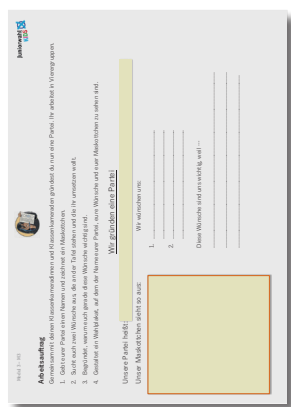 Juniorwahl
KIDS
Arbeitsauftrag
Gemeinsam mit deinen Klassenkameradinnen und Klassenkameraden gründest du nun eine Partei. Ihr arbeitet in Vierergruppen.
1. Gebt eurer Partei einen Namen und zeichnet ein Maskottchen.
2. Sucht euch zwei Wünsche aus, die an der Tafel stehen und die ihr umsetzen wollt.
3. Begründet, warum euch gerade diese Wünsche wichtig sind.
4. Gestaltet ein Wahlplakat, auf dem der Name eurer Partei, eure Wünsche und euer Maskottchen zu sehen sind.
Wir gründen eine Partei
Unsere Partei heißt:
Unser Maskottchen sieht so aus:
Wir wünschen uns:
1.
2.
Diese Wünsche sind uns wichtig, weil …